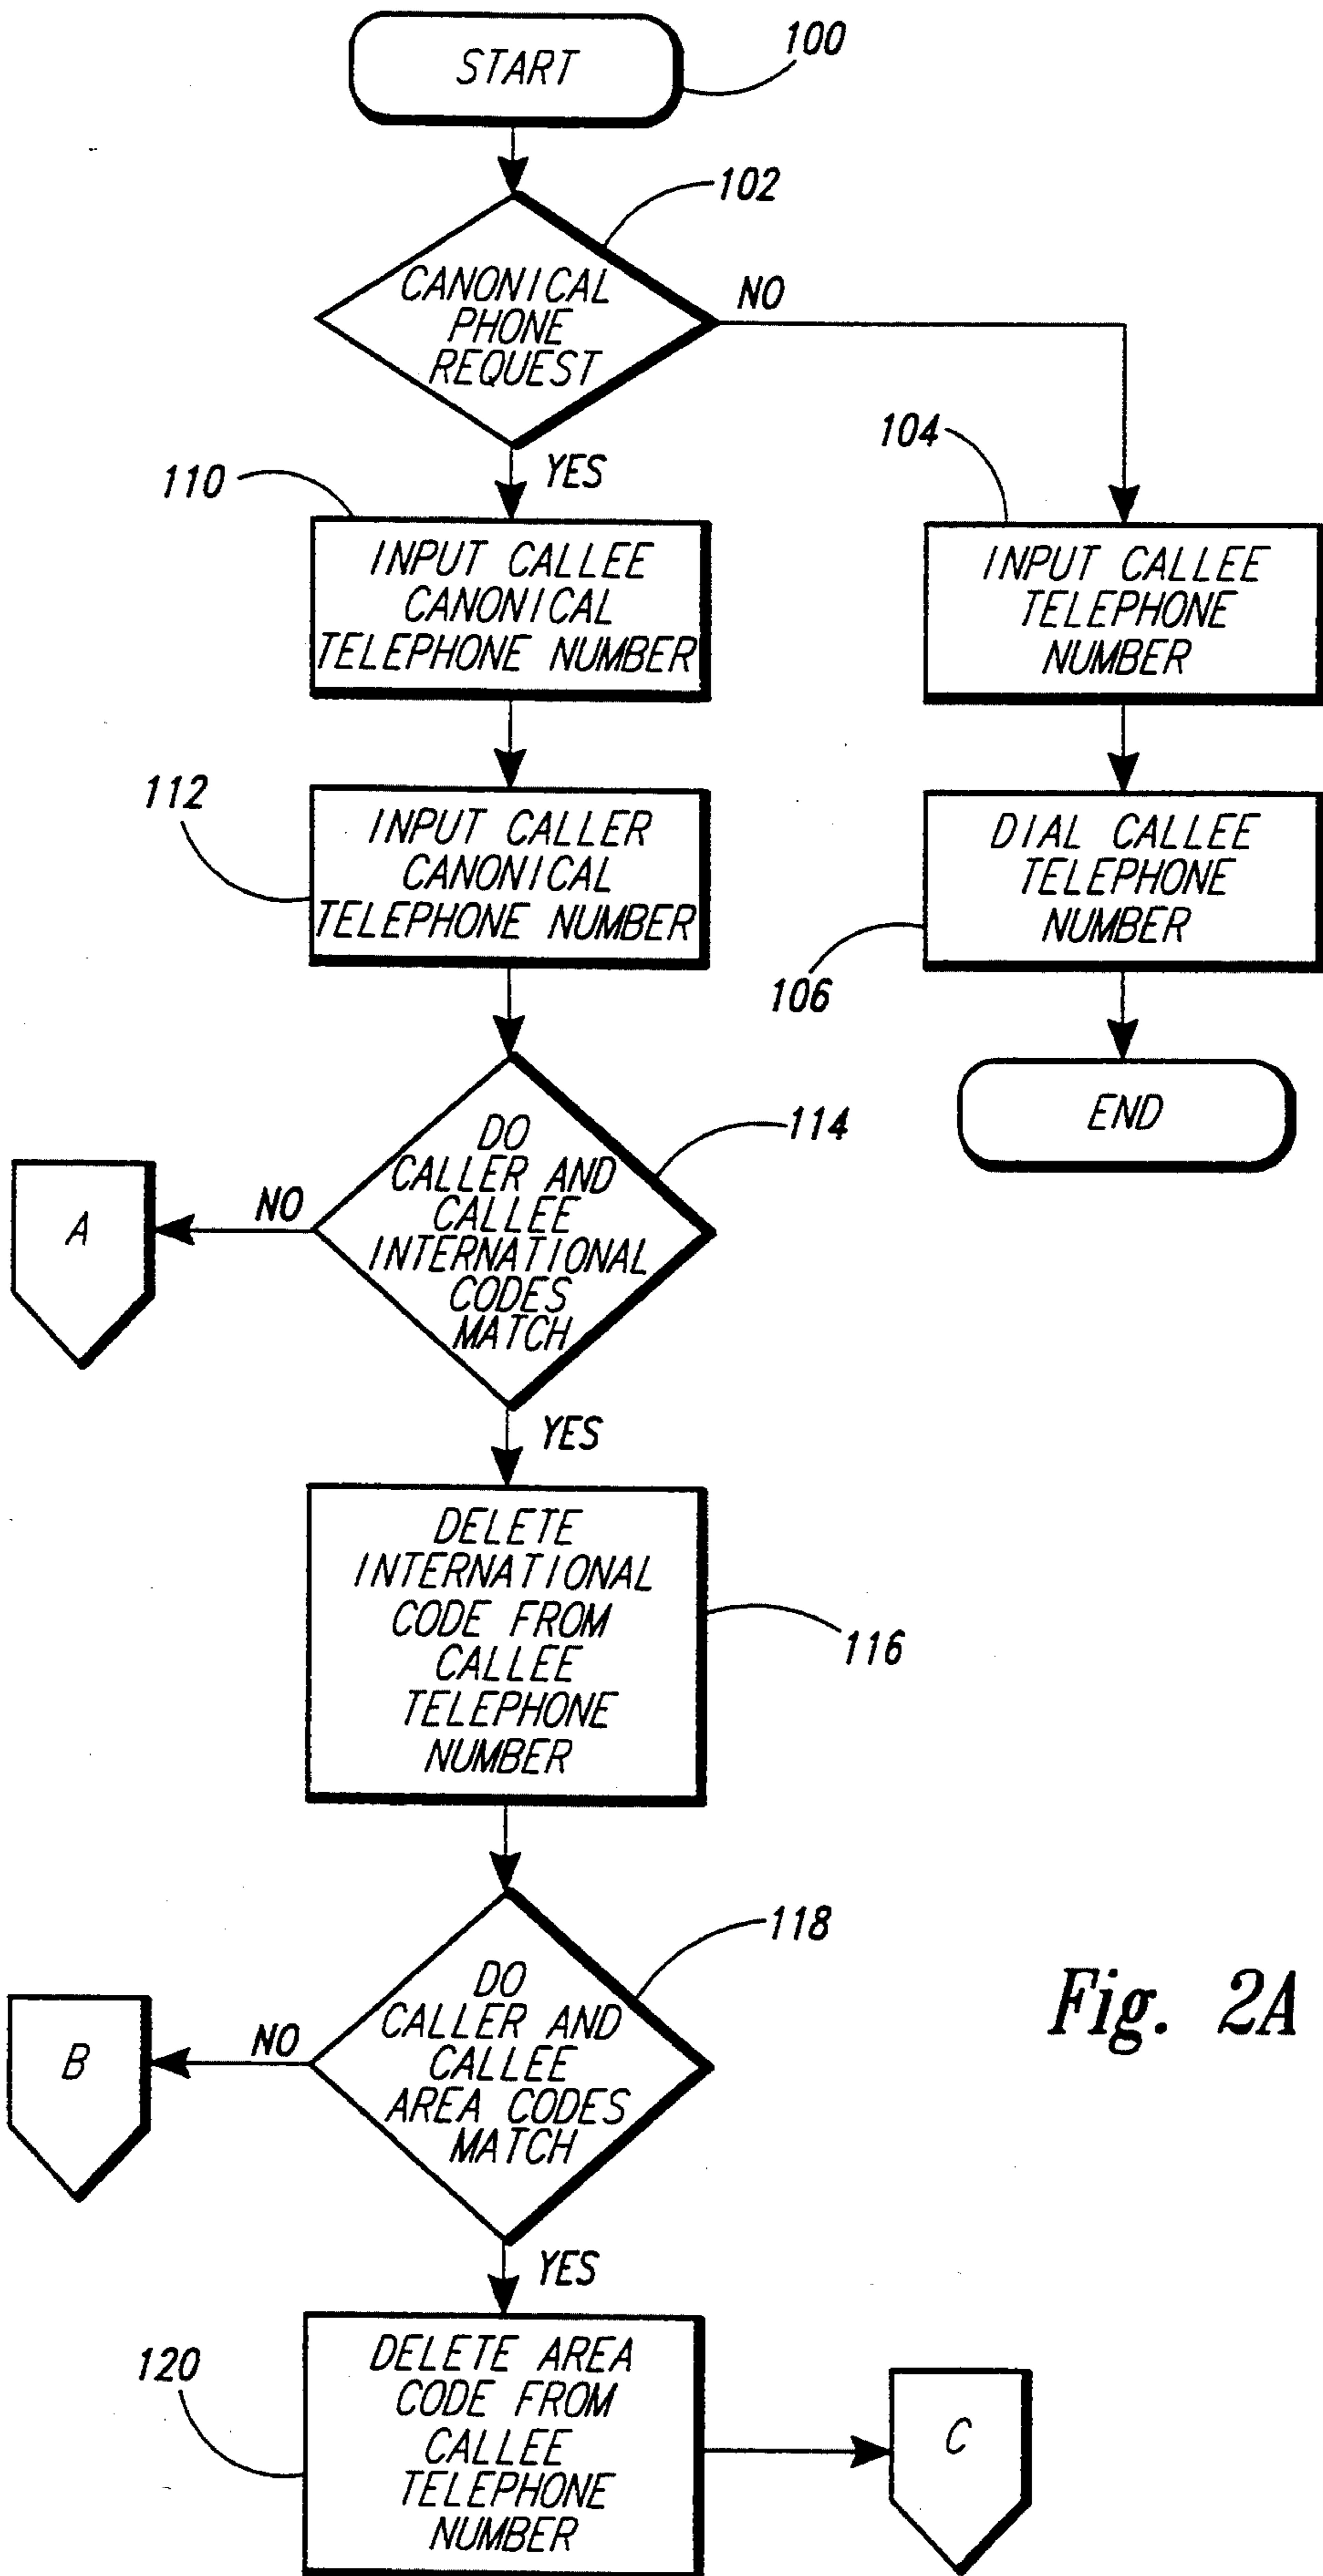 START
100
102
CANONICAL
PHONE
REQUEST
NO
YES
110
INPUT CALLEE
CANONICAL
TELEPHONE NUMBER
104
INPUT CALLEE
TELEPHONE
NUMBER
112
INPUT CALLER
CANONICAL
TELEPHONE NUMBER
DIAL CALLEE
TELEPHONE
NUMBER
106
END
114
DO
CALLER AND
CALLEE
INTERNATIONAL
CODES
MATCH
NO
A
YES
DELETE
INTERNATIONAL
CODE FROM
CALLEE
TELEPHONE
NUMBER
116
118
DO
CALLER AND
CALLEE
AREA CODES
MATCH
NO
B
Fig. 2A
YES
120
DELETE AREA
CODE FROM
CALLEE
TELEPHONE
NUMBER
C